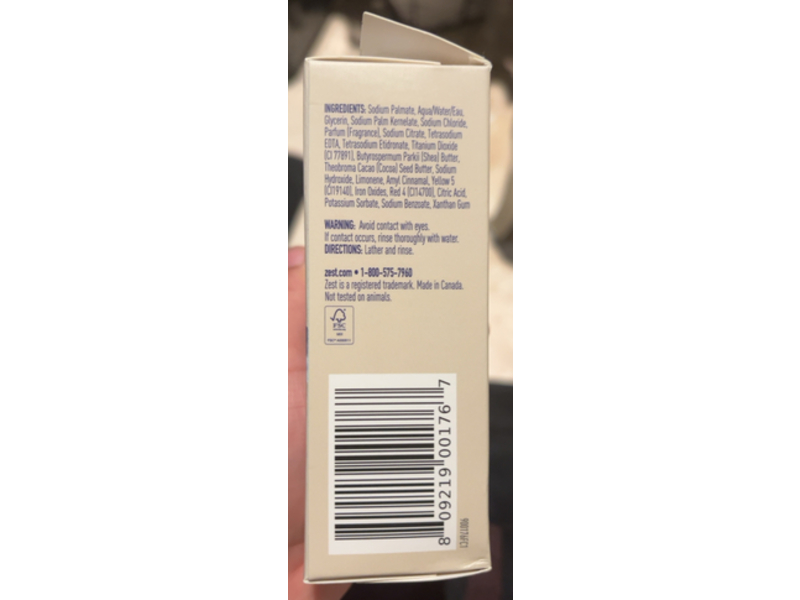 INGREDIENTS: Sodium Palmate, Aqua/Water/Eau,
Glycerin, Sodium Palm Kernelate, Sodium Chloride,
Parfum (Fragrance), Sodium Citrate, Tetrasodium
EDTA, Tetrasodium Etidronate, Titanium Dioxide
(CI 77891), Butyrospermum Parkii (Shea) Butter,
Theobroma Cacao (Cocoa) Seed Butter, Sodium
Hydroxide, Limonene, Amyl Cinnamal, Yellow 5
(CI19140), Iron Oxides, Red 4 (CI14700), Citric Acid,
Potassium Sorbate, Sodium Benzoate, Xanthan Gum
WARNING: Avoid contact with eyes.
If contact occurs, rinse thoroughly with water.
DIRECTIONS: Lather and rinse.
zest.com • 1-800-575-7960
Zest is a registered trademark. Made in Canada.
Not tested on animals.
FSC
8 09219 00176 7